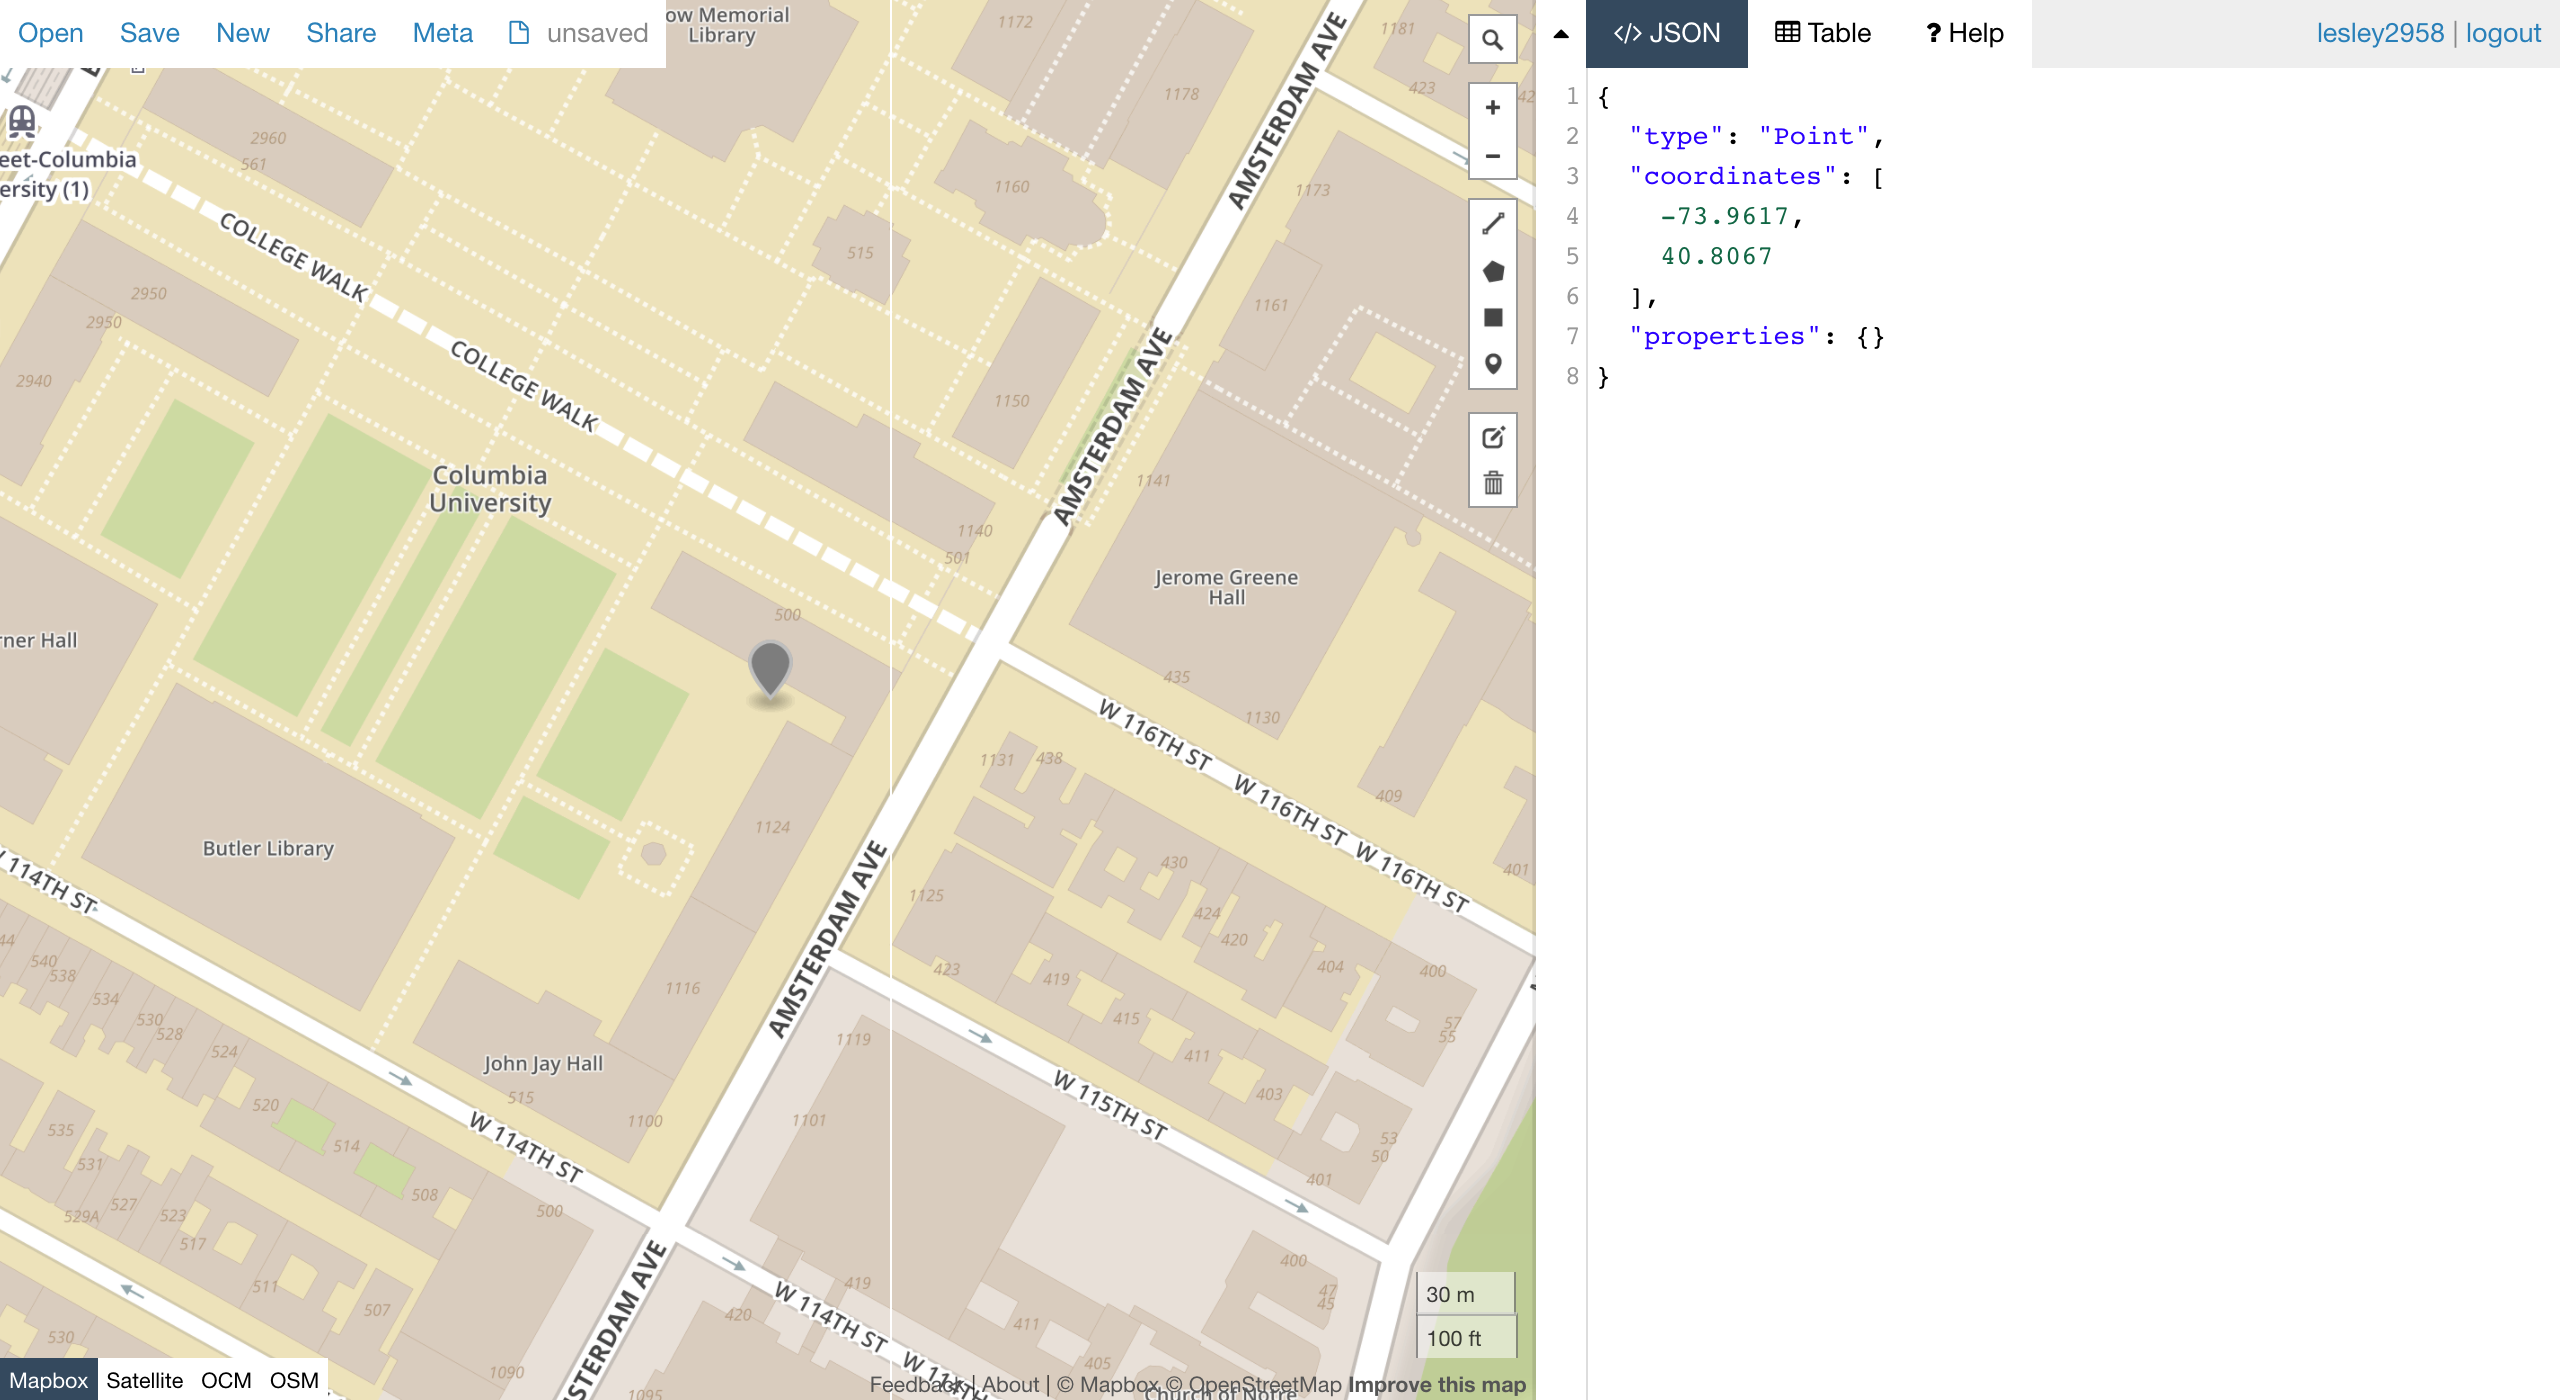 Open Save New Share Meta unsaved
JSON Table ? Help
lesley2958 | logout
1 {
2 "type": "Point",
3 "coordinates": [
4 -73.9617,
5 40.8067
6 ],
7 "properties": {}
8 }
ow Memorial
Library
1172
1181
1178
423
42
2960
561
eet-Columbia
ersity (1)
1160
1173
AMSTERDAM AVE
COLLEGE WALK
515
2950
2950
1161
2940
1150
COLLEGE WALK
AMSTERDAM AVE
Columbia
University
1141
1140
501
Jerome Greene
Hall
500
rner Hall
435
1130
W 116TH ST
W 116TH ST
W 116TH ST
1131
438
409
1124
Butler Library
430
401
114TH ST
AMSTERDAM AVE
1125
424
420
44
540
538
534
530
528
524
423
419
404
400
1116
415
57
55
1119
411
John Jay Hall
515
W 115TH ST
403
520
1101
1100
53
50
535
514
W 114TH ST
531
508
401
529A
527
523
500
517
400
511
419
47
45
507
420
W 114TH ST
411
530
AMSTERDAM AVE
405
1090
1095
W 114TH
Church of Notre
+
−
30 m
100 ft
Mapbox Satellite OCM OSM
Feedback | About | © Mapbox © OpenStreetMap Improve this map